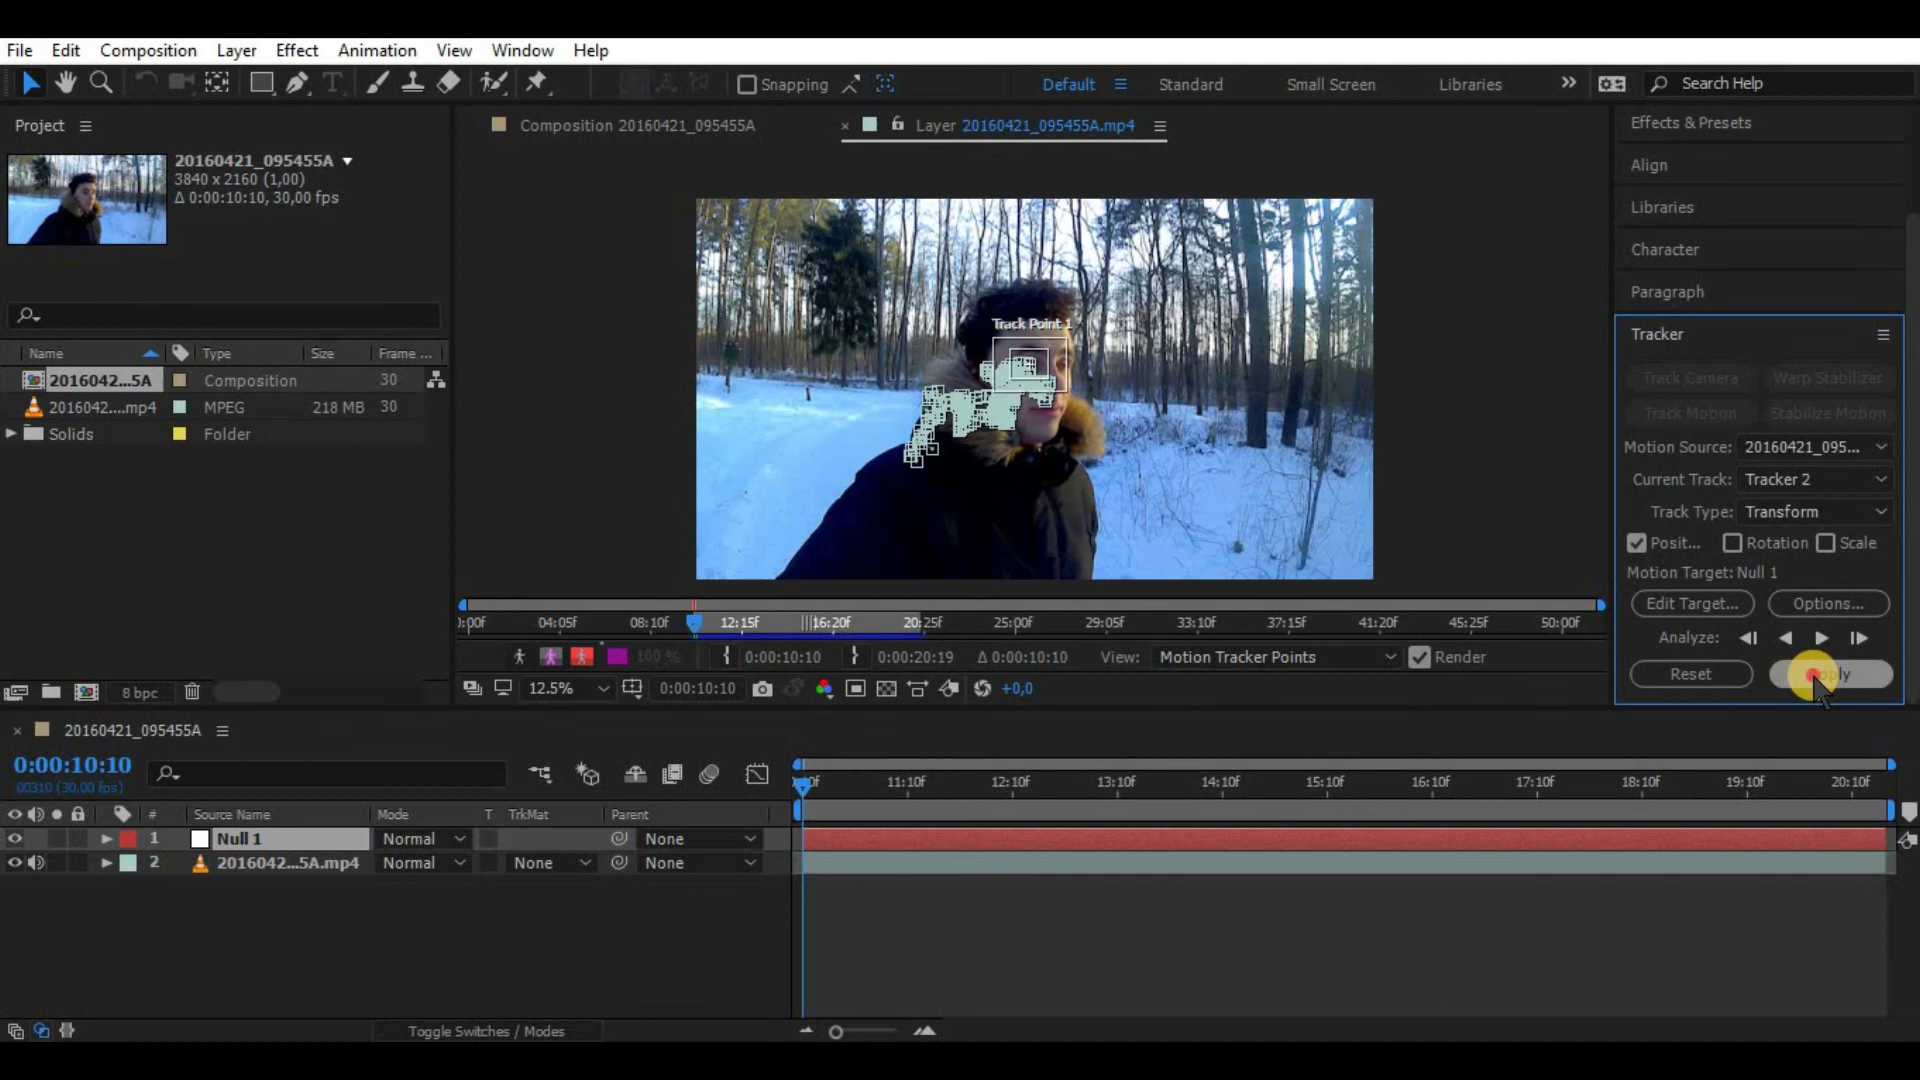 File Edit Composition Layer Effect Animation View Window Help
Snapping Default Standard Small Screen Libraries Search Help
Project
20160421_095455A
3840 x 2160 (1,00)
Δ 0:00:10:10, 30,00 fps
Name Type Size Frame ...
2016042...5A Composition 30
2016042....mp4 MPEG 218 MB 30
Solids Folder
8 bpc
Composition 20160421_095455A
Layer 20160421_095455A.mp4
Track Point 1
04:05f 08:10f 12:15f 16:20f 20:25f 25:00f 29:05f 33:10f 37:15f 41:20f 45:25f 50:00f
100 % 0:00:10:10 0:00:20:19 Δ 0:00:10:10 View: Motion Tracker Points Render
12.5% 0:00:10:10 +0,0
Effects & Presets
Align
Libraries
Character
Paragraph
Tracker
Track Camera Warp Stabilizer
Track Motion Stabilize Motion
Motion Source: 20160421_095...
Current Track: Tracker 2
Track Type: Transform
Posit... Rotation Scale
Motion Target: Null 1
Edit Target... Options...
Analyze:
Reset
20160421_095455A
0:00:10:10
00310 (30.00 fps)
# Source Name Mode T TrkMat Parent
1 Null 1 Normal None
2 2016042...5A.mp4 Normal None None
11:10f 12:10f 13:10f 14:10f 15:10f 16:10f 17:10f 18:10f 19:10f 20:10f
Toggle Switches / Modes